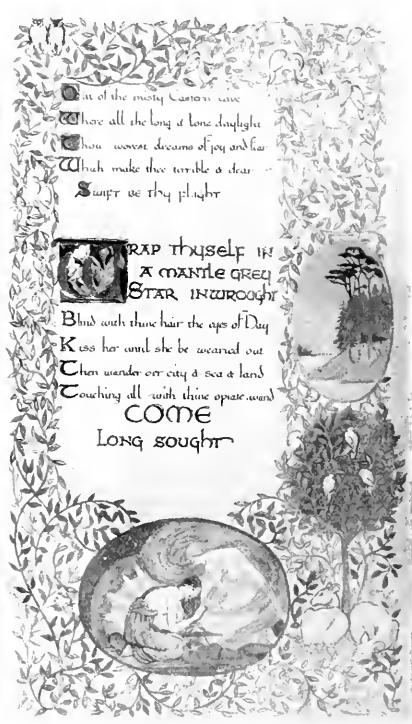 Out of the misty Eastern cave
Where all the long & lone daylight
Thou wovest dreams of joy and fear
Which make thee terrible & dear
SWIFT BE THY FLIGHT
WRAP THYSELF IN
A MANTLE GREY
STAR INWROUGHT
Blind with thine hair the eyes of Day
Kiss her until she be wearied out
Then wander oer city & sea & land
Touching all with thine opiate wand
COME
LONG SOUGHT